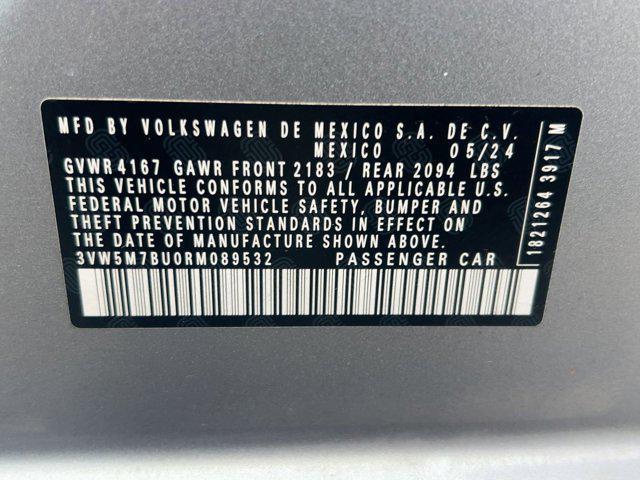 MFD BY VOLKSWAGEN DE MEXICO S.A. DE C.V.
MEXICO 05/24
GVWR 4167 GAWR FRONT 2183 / REAR 2094 LBS
THIS VEHICLE CONFORMS TO ALL APPLICABLE U.S.
FEDERAL MOTOR VEHICLE SAFETY, BUMPER AND
THEFT PREVENTION STANDARDS IN EFFECT ON
THE DATE OF MANUFACTURE SHOWN ABOVE.
3VW5M7BU0RM089532 PASSENGER CAR
1821264 3917 M